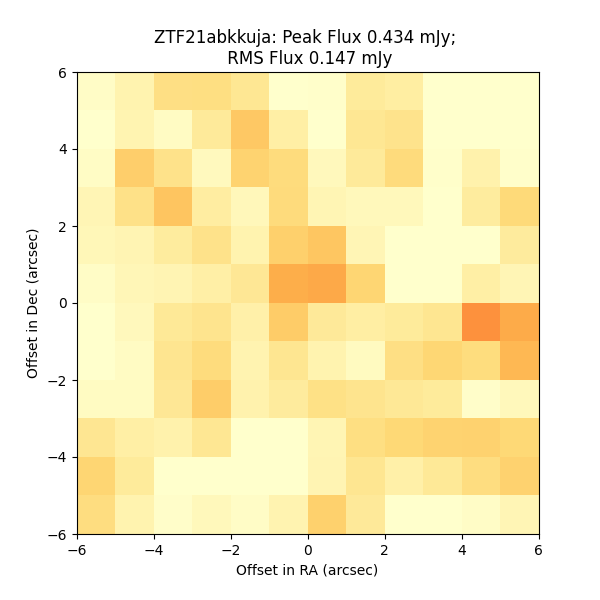 ZTF21abkkuja: Peak Flux 0.434 mJy;
RMS Flux 0.147 mJy
6
4
2
0
−2
−4
−6
Offset in Dec (arcsec)
−6 −4 −2 0 2 4 6
Offset in RA (arcsec)